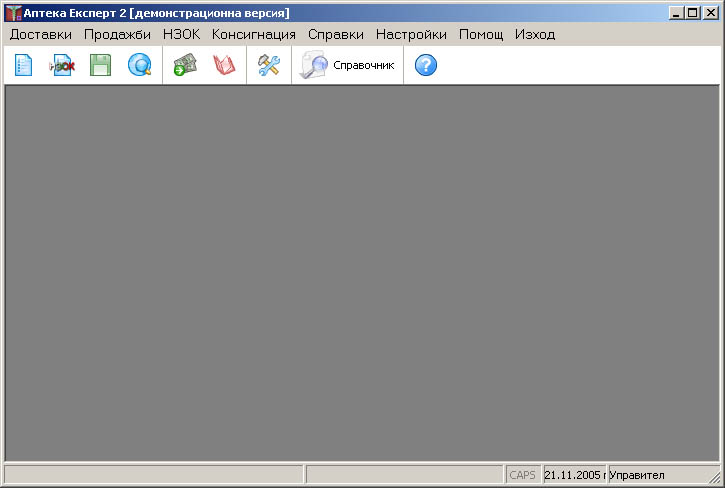 Аптека Експерт 2 [демонстрационна версия]
Доставки Продажби НЗОК Консигнация Справки Настройки Помощ Изход
НЗОК Справочник ?
CAPS 21.11.2005 г Управител